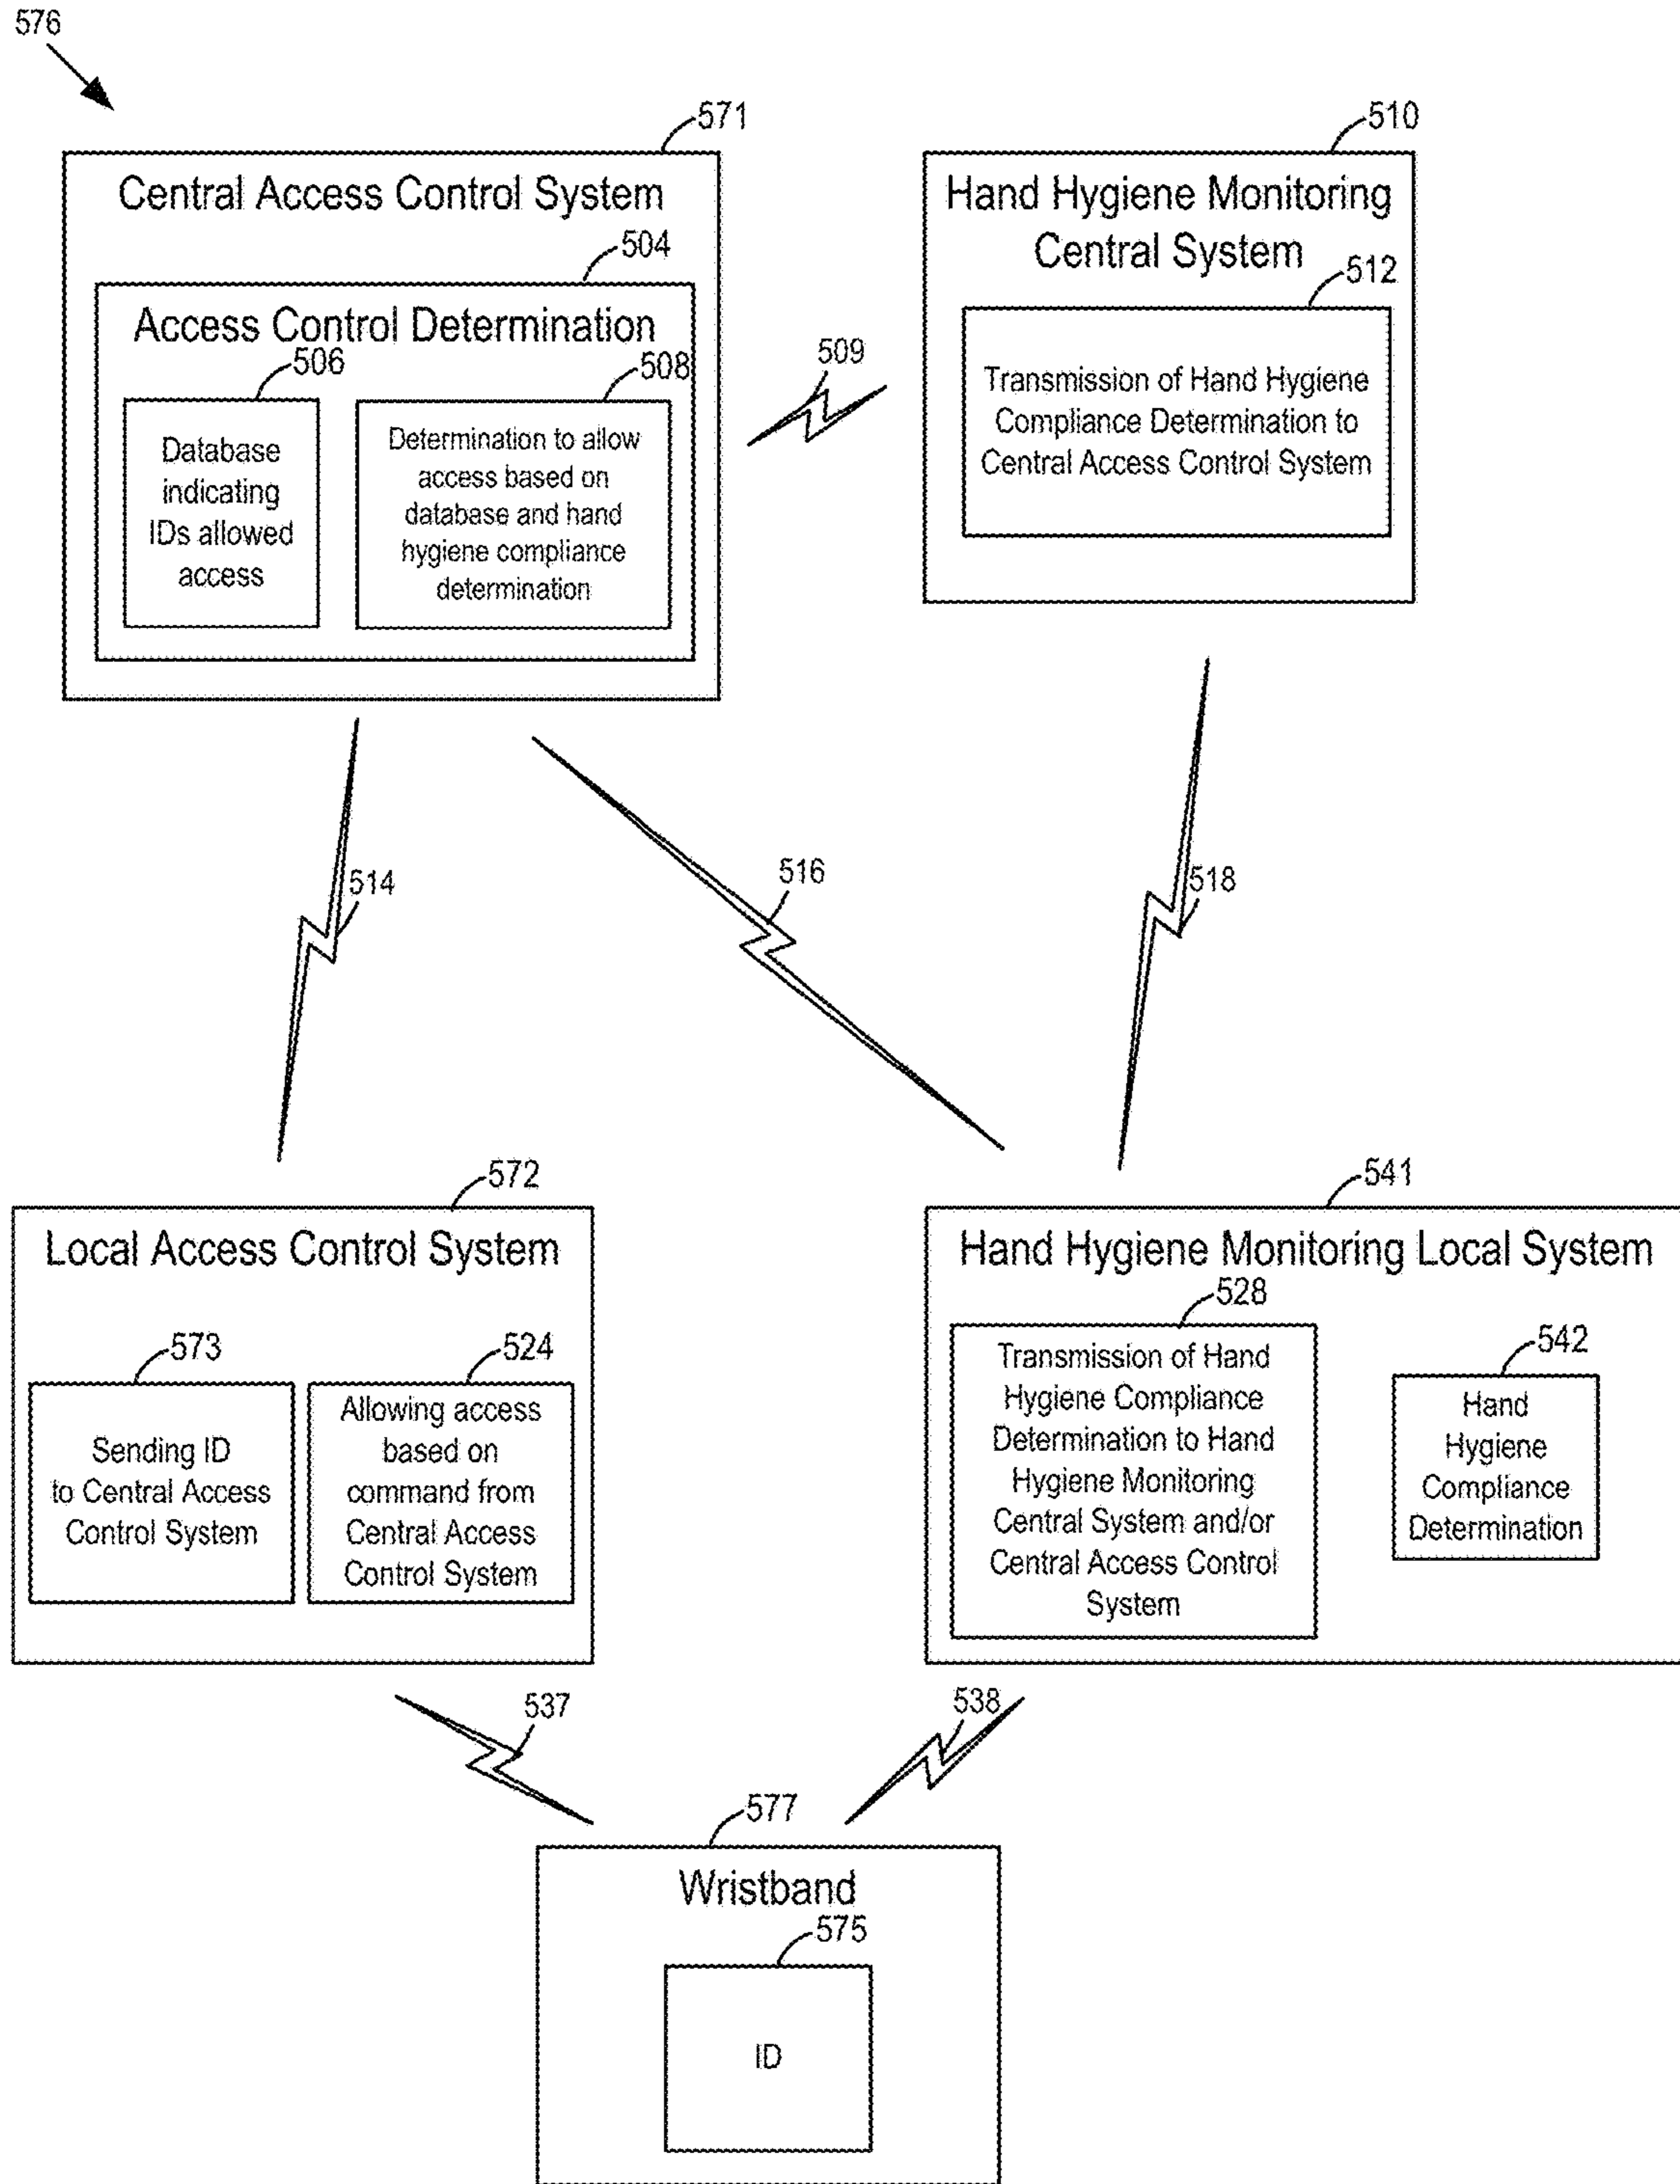 576
571
Central Access Control System
504
Access Control Determination
506
508
Database
indicating
IDs allowed
access
Determination to allow
access based on
database and hand
hygiene compliance
determination
509
510
Hand Hygiene Monitoring
Central System
512
Transmission of Hand Hygiene
Compliance Determination to
Central Access Control System
514
516
518
572
Local Access Control System
573
524
Sending ID
to Central Access
Control System
Allowing access
based on
command from
Central Access
Control System
541
Hand Hygiene Monitoring Local System
528
Transmission of Hand
Hygiene Compliance
Determination to Hand
Hygiene Monitoring
Central System and/or
Central Access Control
System
542
Hand
Hygiene
Compliance
Determination
537
538
577
Wristband
575
ID